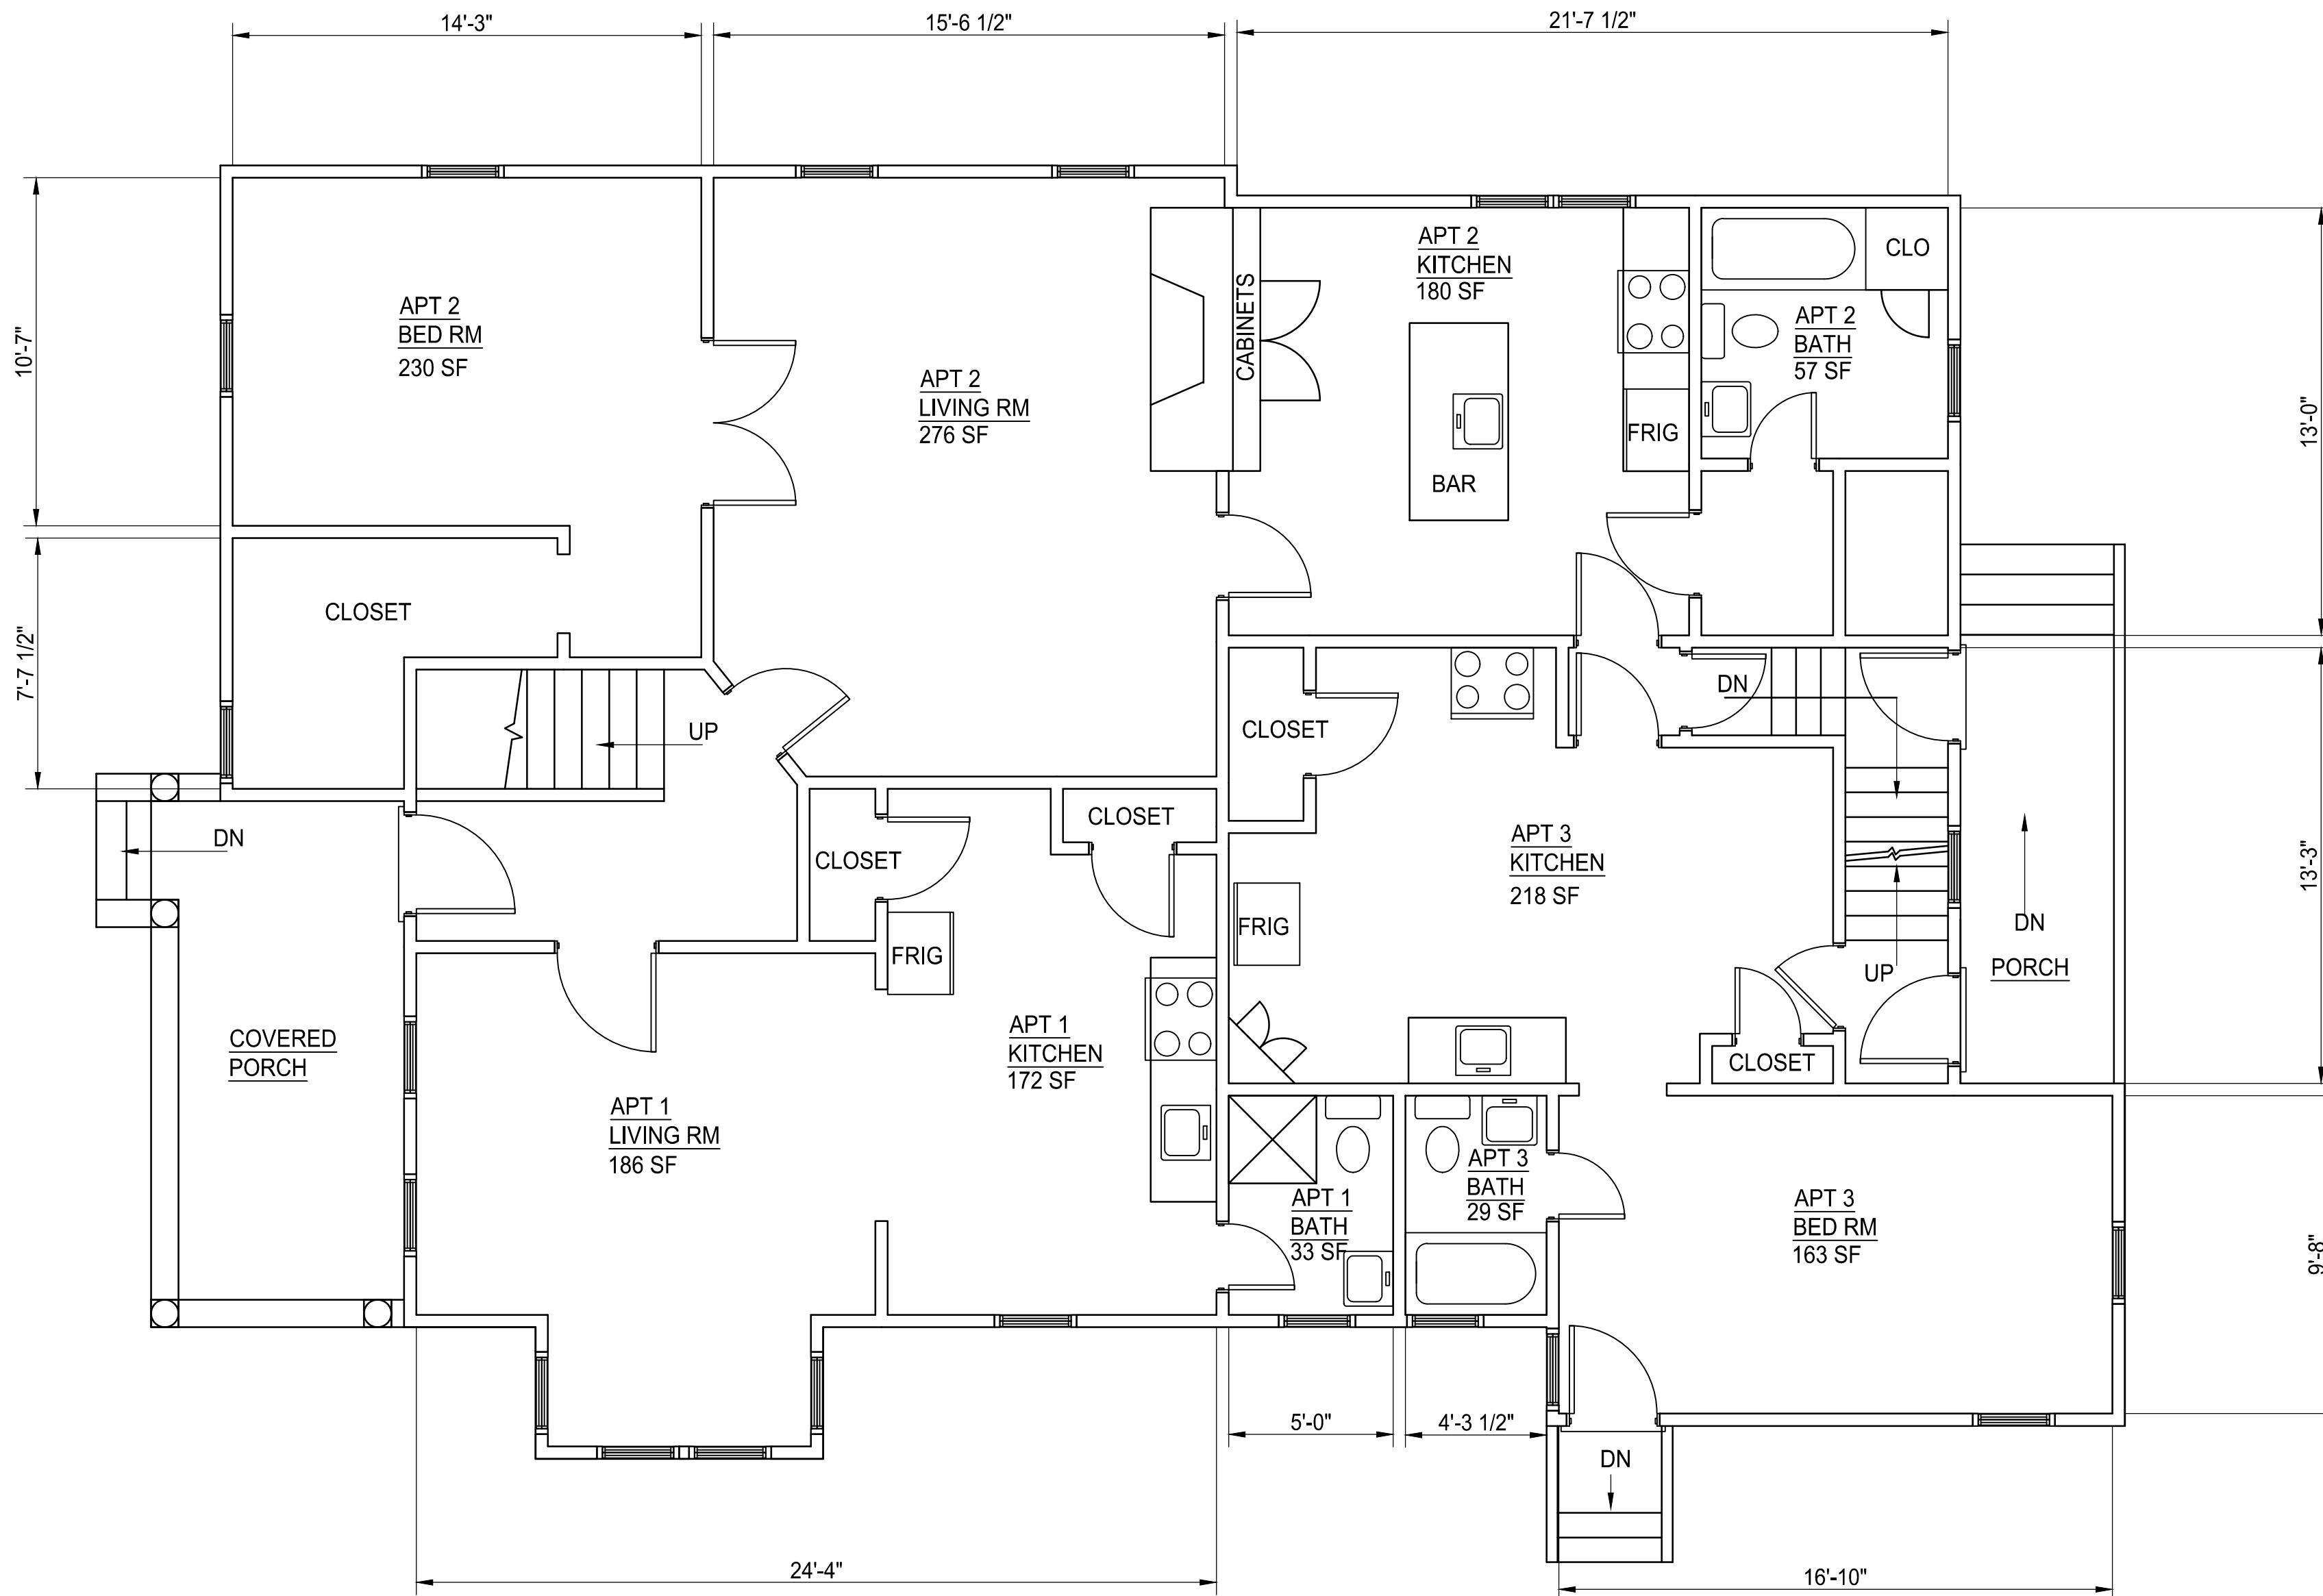 14'-3"
15'-6 1/2"
21'-7 1/2"
10'-7"
7'-7 1/2"
APT 2
BED RM
230 SF
APT 2
LIVING RM
276 SF
CABINETS
APT 2
KITCHEN
180 SF
BAR
FRIG
CLO
APT 2
BATH
57 SF
13'-0"
CLOSET
UP
DN
CLOSET
CLOSET
CLOSET
DN
APT 3
KITCHEN
218 SF
13'-3"
FRIG
FRIG
UP
DN
PORCH
COVERED
PORCH
APT 1
LIVING RM
186 SF
APT 1
KITCHEN
172 SF
CLOSET
APT 1
BATH
33 SF
APT 3
BATH
29 SF
APT 3
BED RM
163 SF
9'-8"
5'-0"
4'-3 1/2"
DN
24'-4"
16'-10"